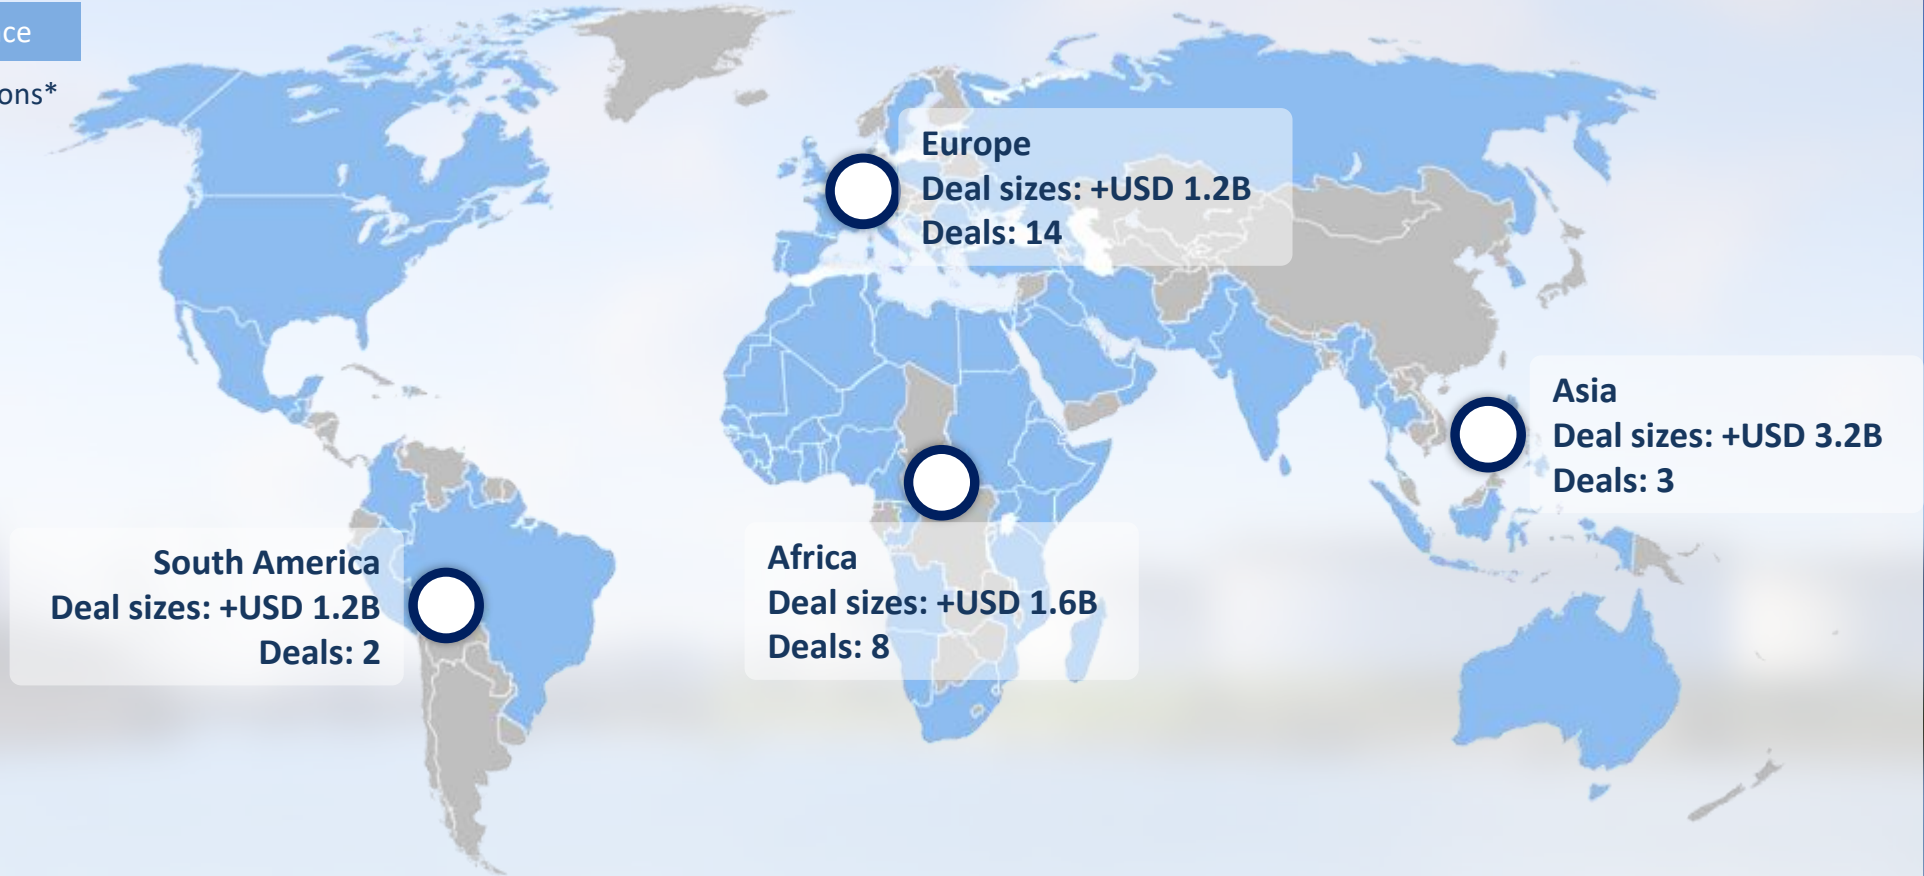 ce
ons*
Europe
Deal sizes: +USD 1.2B
Deals: 14
Asia
Deal sizes: +USD 3.2B
Deals: 3
South America
Deal sizes: +USD 1.2B
Deals: 2
Africa
Deal sizes: +USD 1.6B
Deals: 8